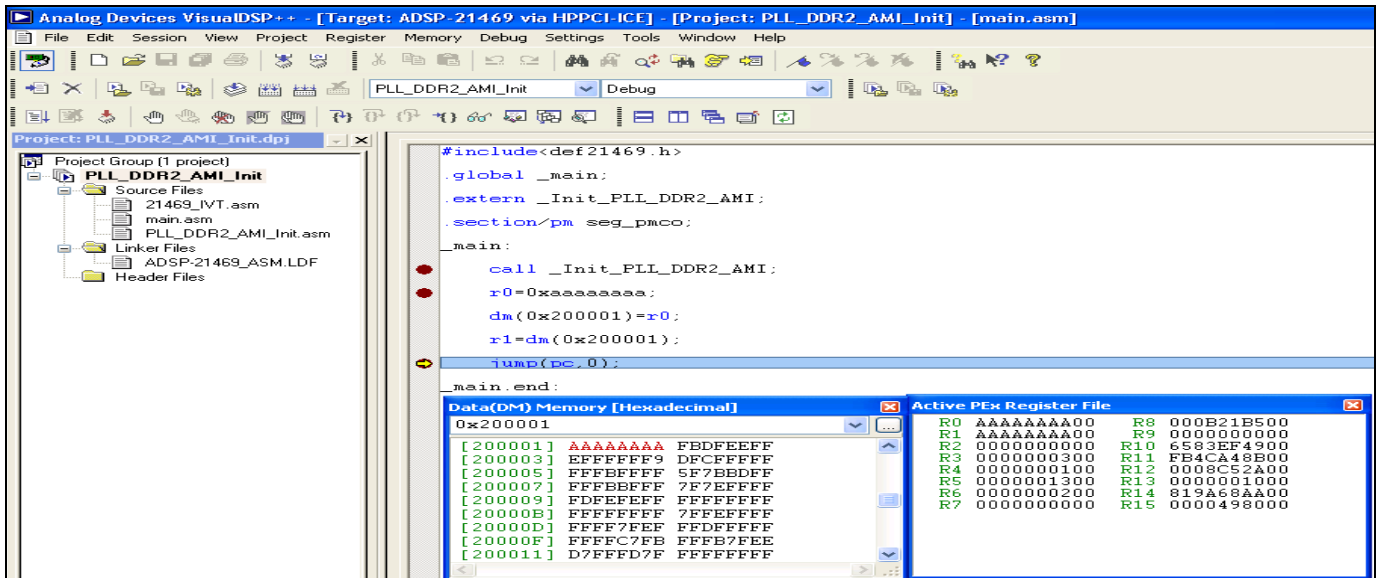 Analog Devices VisualDSP++ - [Target: ADSP-21469 via HPPCI-ICE] - [Project: PLL_DDR2_AMI_Init] - [main.asm]
File Edit Session View Project Register Memory Debug Settings Tools Window Help
PLL_DDR2_AMI_Init Debug
Project: PLL_DDR2_AMI_Init.dpj
Project Group (1 project)
PLL_DDR2_AMI_Init
Source Files
21469_IVT.asm
main.asm
PLL_DDR2_AMI_Init.asm
Linker Files
ADSP-21469_ASM.LDF
Header Files
#include<def21469.h>
.global _main;
.extern _Init_PLL_DDR2_AMI;
.section/pm seg_pmco;
_main:
call _Init_PLL_DDR2_AMI;
r0=0xaaaaaaaa;
dm(0x200001)=r0;
r1=dm(0x200001);
jump(pc,0);
_main.end:
Data(DM) Memory [Hexadecimal]
0x200001
...
[200001] AAAAAAAA FBDFEEFF
[200003] EFFFFFF9 DFCFFFFF
[200005] FFFBFFFF 5F7BBDFF
[200007] FFFBBFFF 7F7EFFFF
[200009] FDFEFEFF FFFFFFFF
[20000B] FFFFFFFF 7FFEFFFF
[20000D] FFFF7FEF FFDFFFFF
[20000F] FFFFC7FB FFFB7FEE
[200011] D7FFFD7F FFFFFFFF
Active PEx Register File
R0 AAAAAAAA00 R8 000B21B500
R1 AAAAAAAA00 R9 0000000000
R2 0000000000 R10 6583EF4900
R3 0000000300 R11 FB4CA48B00
R4 0000000100 R12 0008C52A00
R5 0000001300 R13 0000001000
R6 0000000200 R14 819A68AA00
R7 0000000000 R15 0000498000